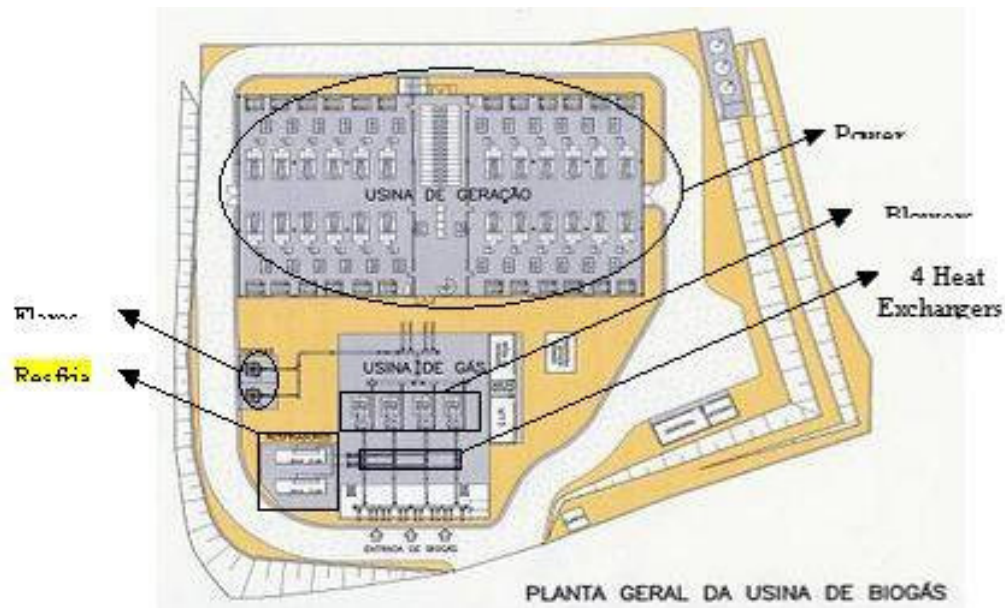 Power
USINA DE GERAÇÃO
Blowers
4 Heat
Exchangers
Flares
USINA DE GÁS
Resfria
ENTRADA DE BIOGÁS
PLANTA GERAL DA USINA DE BIOGÁS